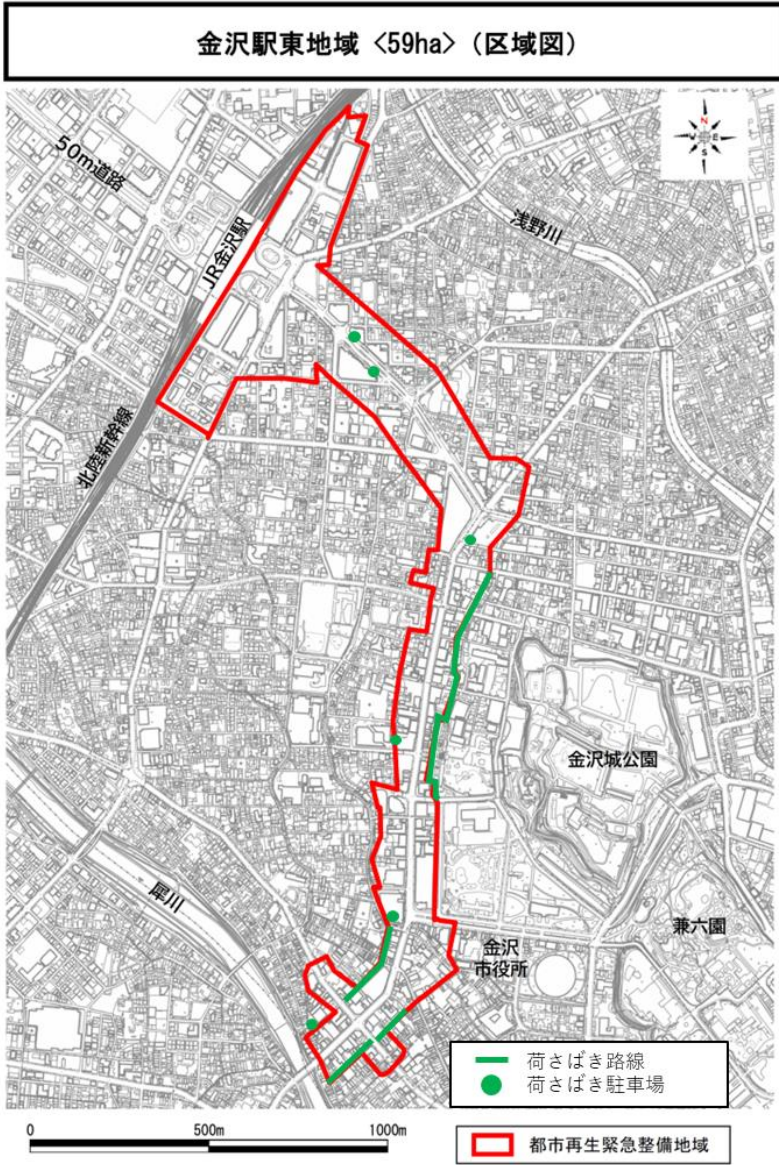 金沢駅東地域 <59ha>（区域図）
N
W E
S
50m道路
浅野川
JR金沢駅
北陸新幹線
金沢城公園
犀川
兼六園
金沢
市役所
荷さばき路線
荷さばき駐車場
0 500m 1000m
都市再生緊急整備地域